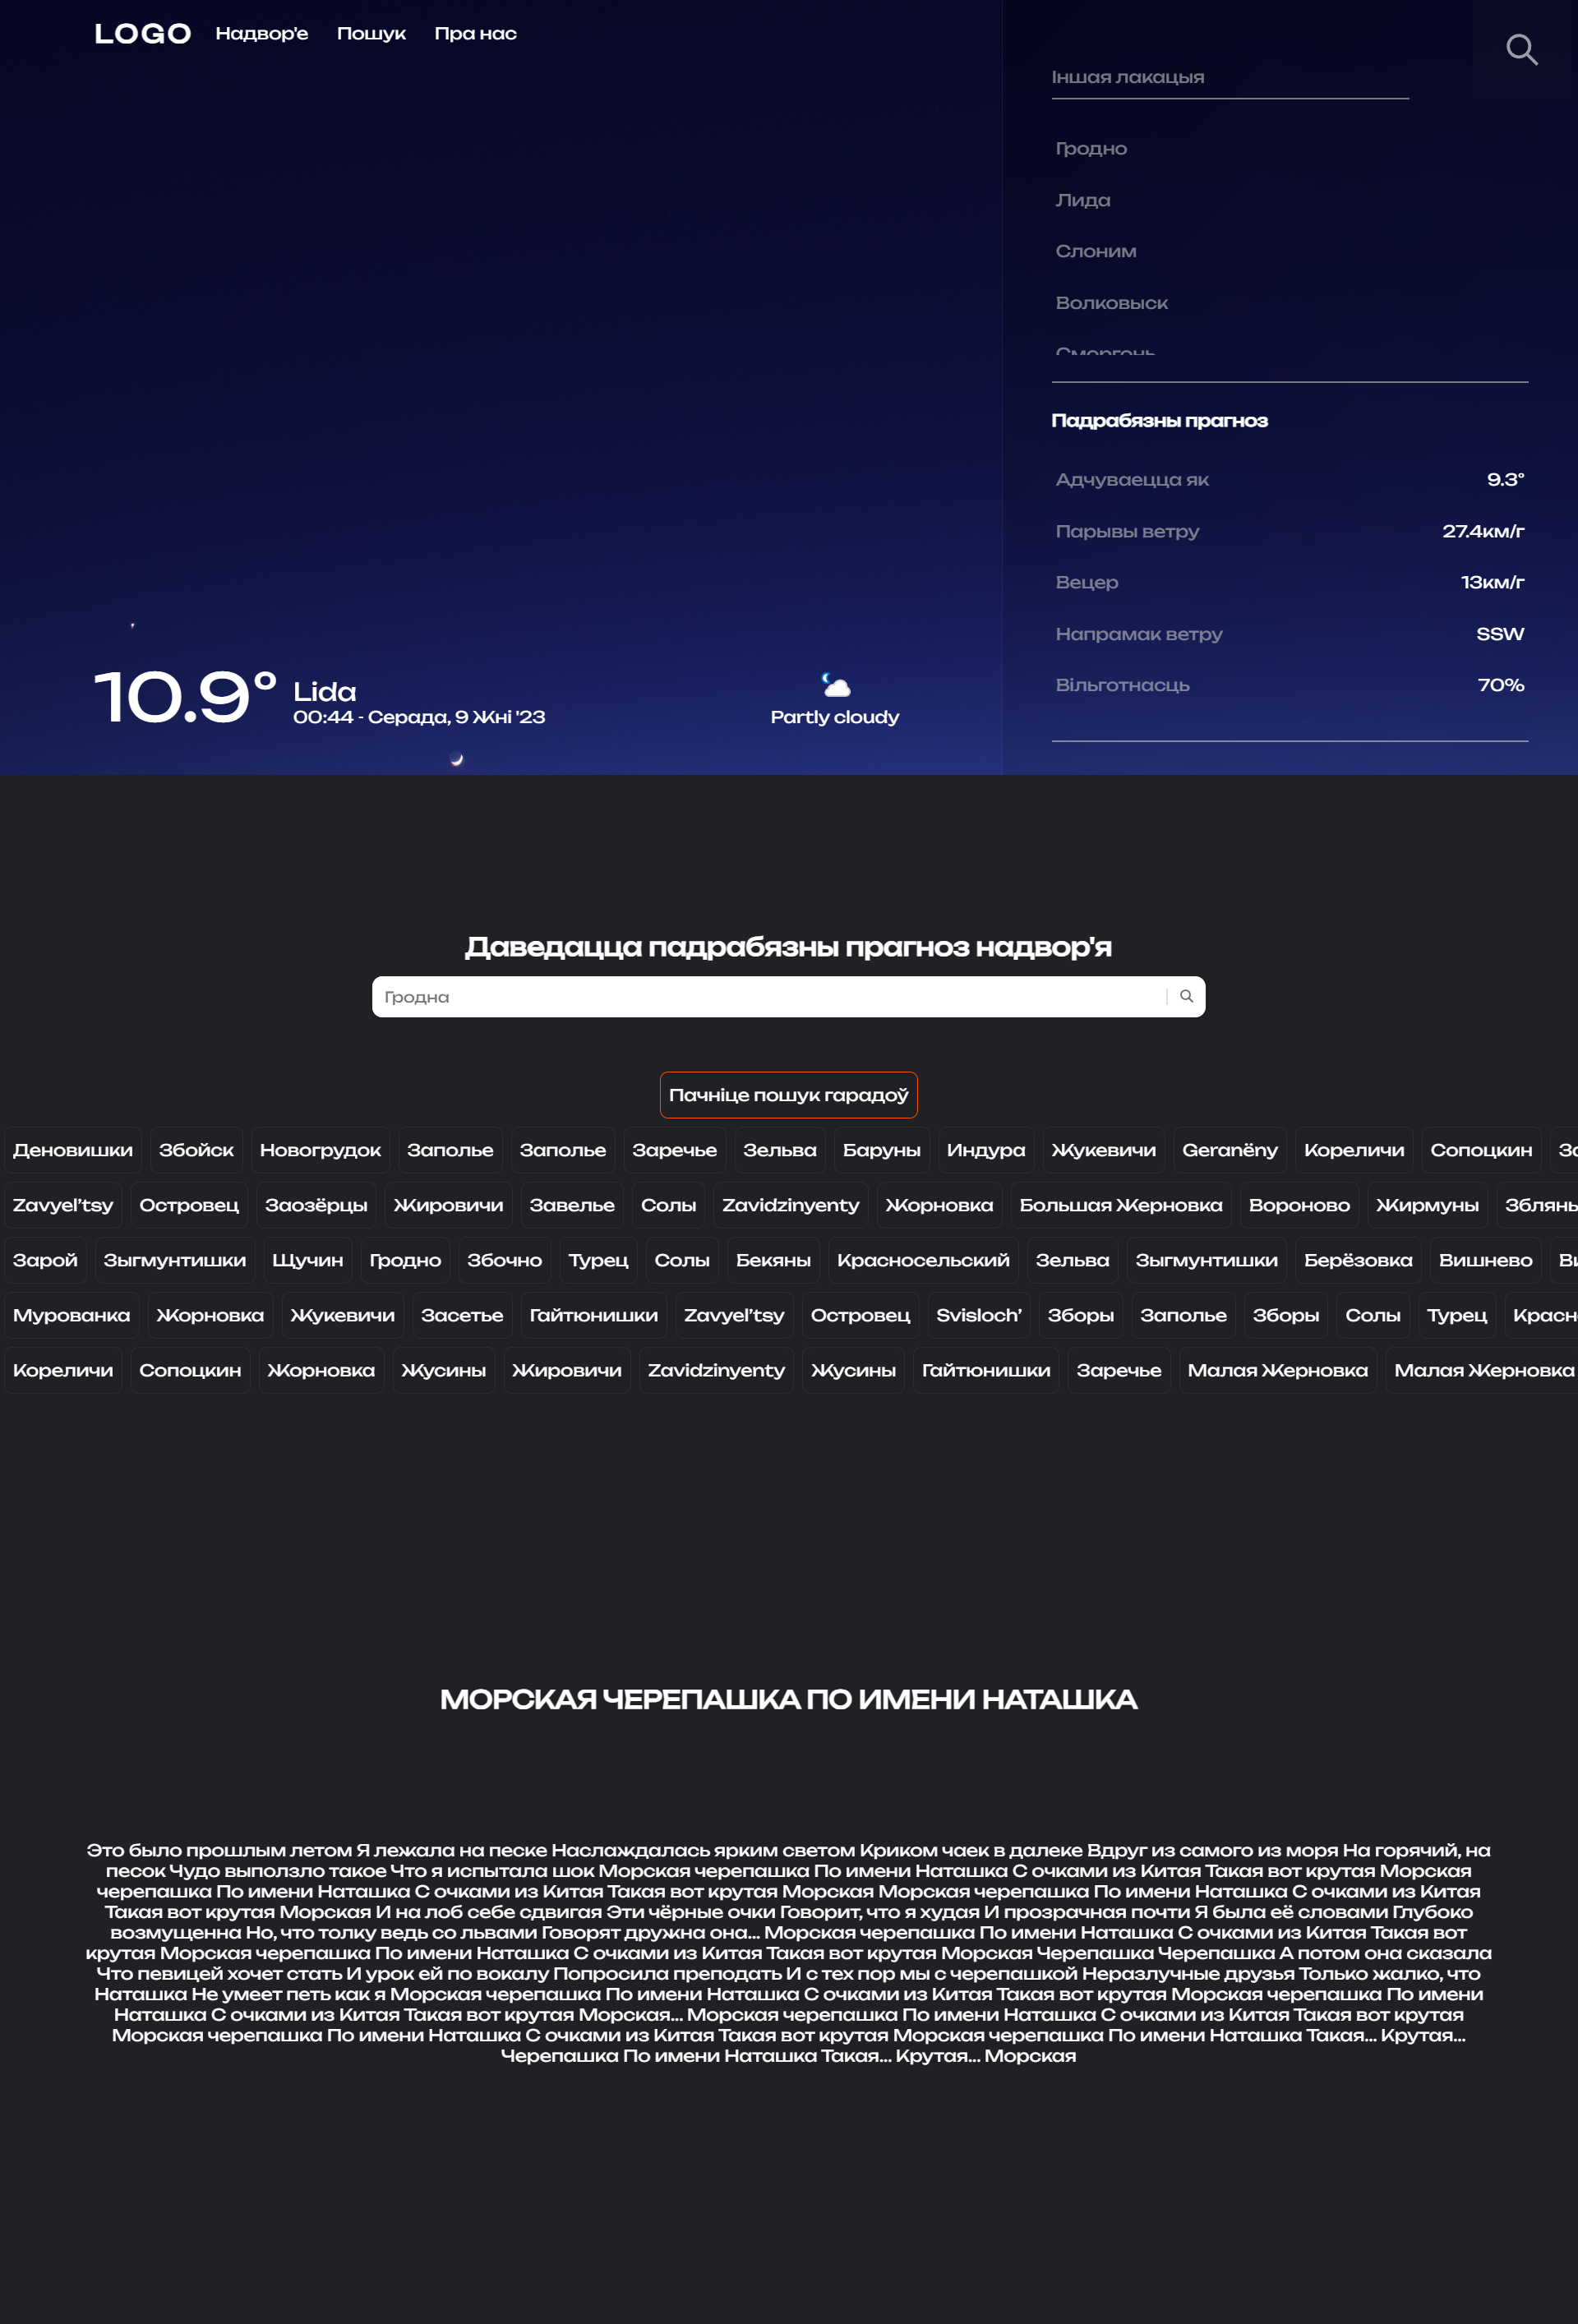 LOGO Надвор'е Пошук Пра нас
Іншая лакацыя
Гродно
Лида
Слоним
Волковыск
Сморгонь
Падрабязны прагноз
Адчуваецца як 9.3°
Парывы ветру 27.4км/г
Вецер 13км/г
Напрамак ветру SSW
Вільготнасць 70%
10.9° Lida
00:44 - Серада, 9 Жні '23
Partly cloudy
Даведацца падрабязны прагноз надвор'я
Гродна
Пачніце пошук гарадоў
Деновишки Збойск Новогрудок Заполье Заполье Заречье Зельва Баруны Индура Жукевичи Geranëny Кореличи Сопоцкин
Zavyel’tsy Островец Заозёрцы Жировичи Завелье Солы Zavidzinyenty Жорновка Большая Жерновка Вороново Жирмуны
Зарой Зыгмунтишки Щучин Гродно Збочно Турец Солы Бекяны Красносельский Зельва Зыгмунтишки Берёзовка Вишнево
Мурованка Жорновка Жукевичи Засетье Гайтюнишки Zavyel’tsy Островец Svisloch’ Зборы Заполье Зборы Солы Турец
Кореличи Сопоцкин Жорновка Жусины Жировичи Zavidzinyenty Жусины Гайтюнишки Заречье Малая Жерновка Малая Жерновка
МОРСКАЯ ЧЕРЕПАШКА ПО ИМЕНИ НАТАШКА
Это было прошлым летом Я лежала на песке Наслаждалась ярким светом Криком чаек в далеке Вдруг из самого из моря На горячий, на
песок Чудо выползло такое Что я испытала шок Морская черепашка По имени Наташка С очками из Китая Такая вот крутая Морская
черепашка По имени Наташка С очками из Китая Такая вот крутая Морская Морская черепашка По имени Наташка С очками из Китая
Такая вот крутая Морская И на лоб себе сдвигая Эти чёрные очки Говорит, что я худая И прозрачная почти Я была её словами Глубоко
возмущенна Но, что толку ведь со львами Говорят дружна она... Морская черепашка По имени Наташка С очками из Китая Такая вот
крутая Морская черепашка По имени Наташка С очками из Китая Такая вот крутая Морская Черепашка Черепашка А потом она сказала
Что певицей хочет стать И урок ей по вокалу Попросила преподать И с тех пор мы с черепашкой Неразлучные друзья Только жалко, что
Наташка Не умеет петь как я Морская черепашка По имени Наташка С очками из Китая Такая вот крутая Морская черепашка По имени
Наташка С очками из Китая Такая вот крутая Морская... Морская черепашка По имени Наташка С очками из Китая Такая вот крутая
Морская черепашка По имени Наташка С очками из Китая Такая вот крутая Морская черепашка По имени Наташка Такая... Крутая...
Черепашка По имени Наташка Такая... Крутая... Морская